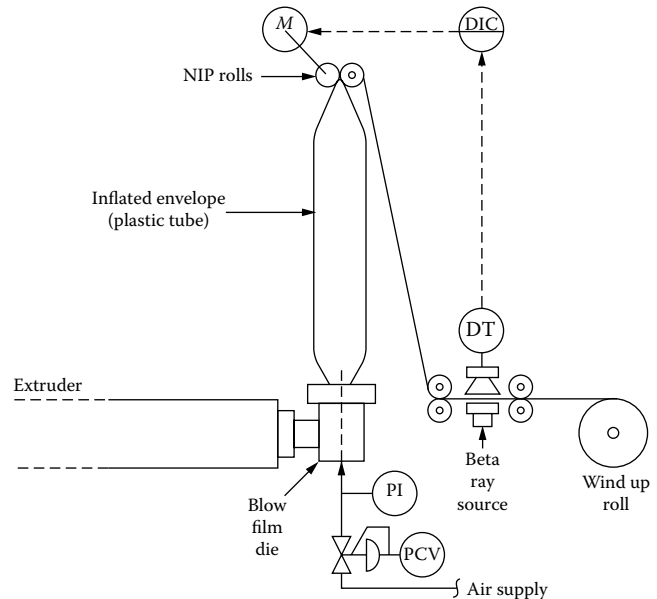 M
DIC
NIP rolls
Inflated envelope
(plastic tube)
DT
Extruder
Beta
ray
source
Wind up
roll
Blow
film
die
PI
PCV
Air supply